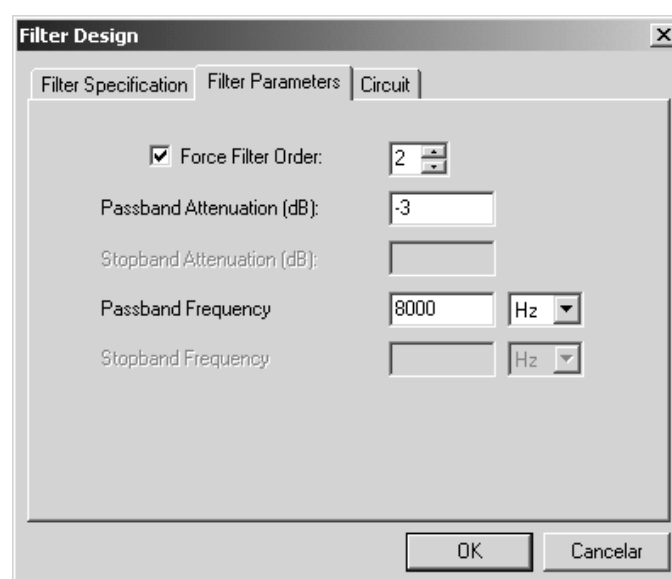 Filter Design
Filter Specification Filter Parameters Circuit
Force Filter Order: 2
Passband Attenuation (dB): -3
Stopband Attenuation (dB):
Passband Frequency 8000 Hz
Stopband Frequency Hz
OK Cancelar